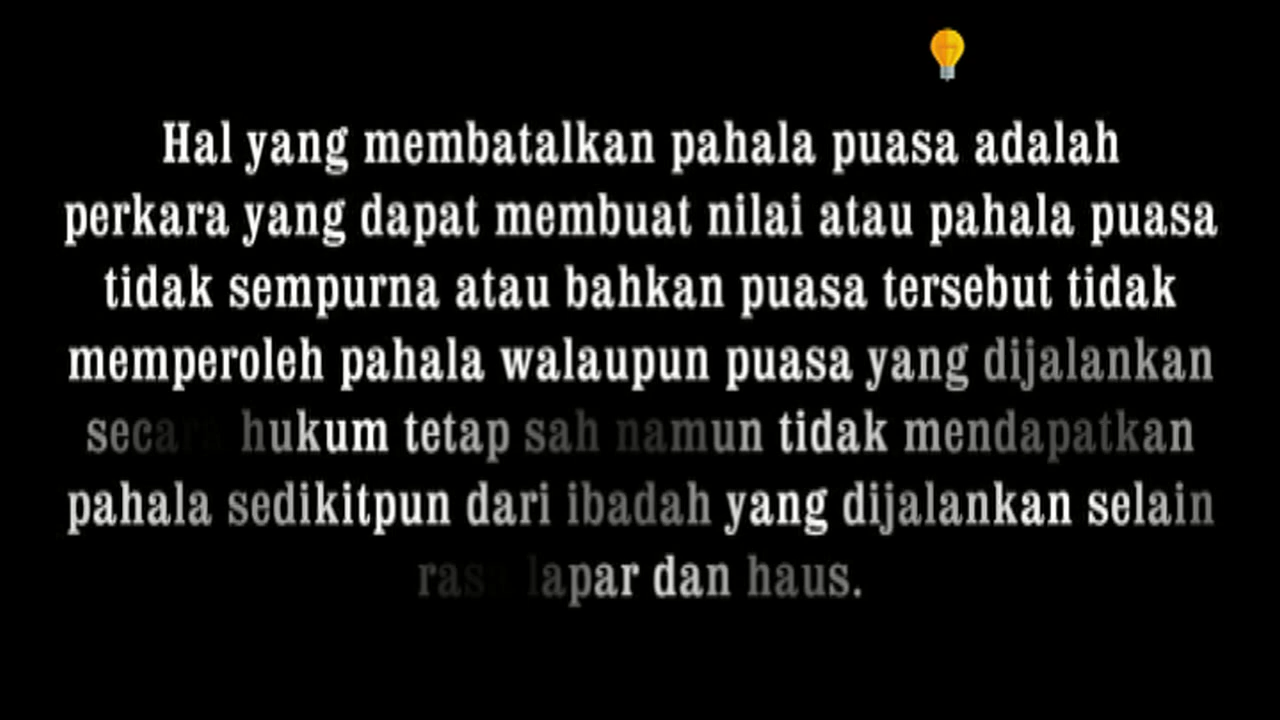 Hal yang membatalkan pahala puasa adalah
perkara yang dapat membuat nilai atau pahala puasa
tidak sempurna atau bahkan puasa tersebut tidak
memperoleh pahala walaupun puasa yang dijalankan
secara hukum tetap sah namun tidak mendapatkan
pahala sedikitpun dari ibadah yang dijalankan selain
rasa lapar dan haus.